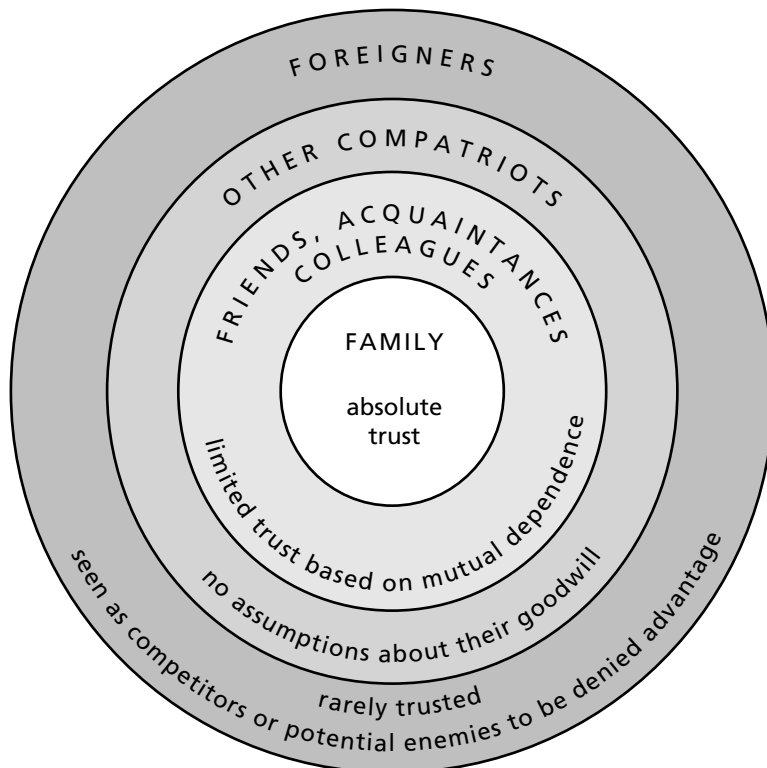 FOREIGNERS
OTHER COMPATRIOTS
FRIENDS, ACQUAINTANCES
COLLEAGUES
FAMILY
absolute
trust
limited trust based on mutual dependence
no assumptions about their goodwill
rarely trusted
seen as competitors or potential enemies to be denied advantage